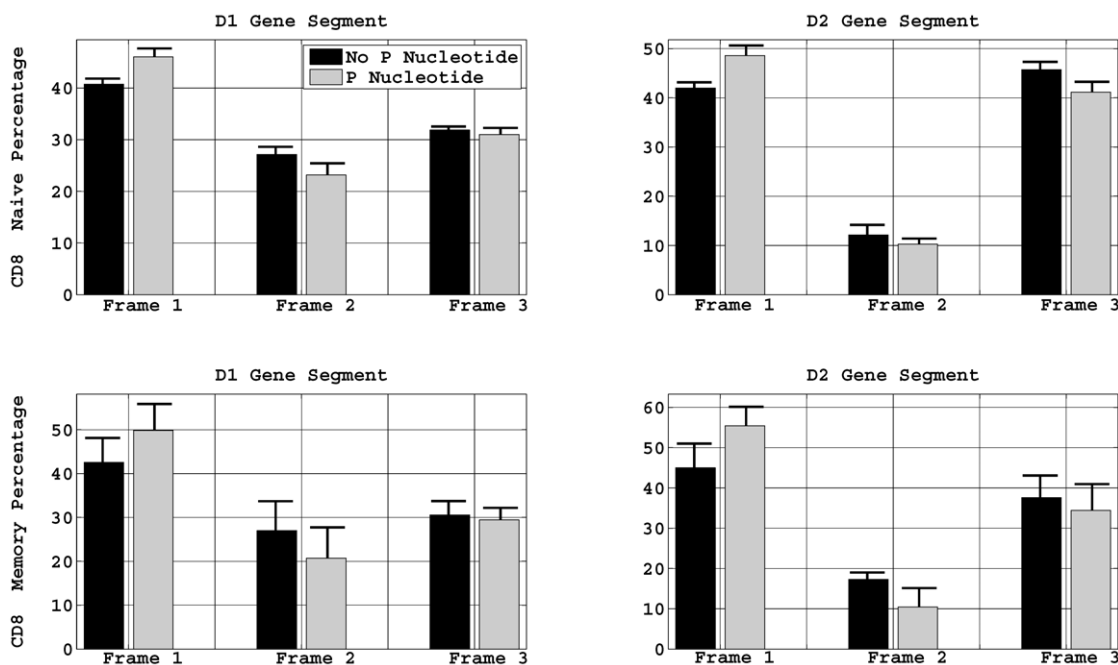 D1 Gene Segment
CD8 Naive Percentage
40
30
20
10
0
No P Nucleotide
P Nucleotide
Frame 1
Frame 2
Frame 3
D2 Gene Segment
50
40
30
20
10
0
Frame 1
Frame 2
Frame 3
D1 Gene Segment
CD8 Memory Percentage
50
40
30
20
10
0
Frame 1
Frame 2
Frame 3
D2 Gene Segment
60
50
40
30
20
10
0
Frame 1
Frame 2
Frame 3